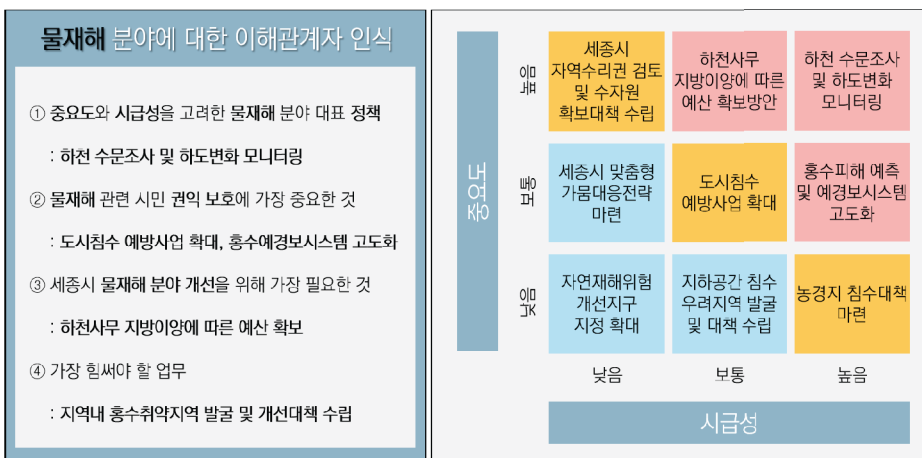 물재해 분야에 대한 이해관계자 인식
① 중요도와 시급성을 고려한 물재해 분야 대표 정책
: 하천 수문조사 및 하도변화 모니터링
② 물재해 관련 시민 권익 보호에 가장 중요한 것
: 도시침수 예방사업 확대, 홍수예경보시스템 고도화
③ 세종시 물재해 분야 개선을 위해 가장 필요한 것
: 하천사무 지방이양에 따른 예산 확보
④ 가장 힘써야 할 업무
: 지역내 홍수취약지역 발굴 및 개선대책 수립
중요도
높음
세종시
자역수리권 검토
및 수자원
확보대책 수립
하천사무
지방이양에 따른
예산 확보방안
하천 수문조사
및 하도변화
모니터링
보통
세종시 맞춤형
가뭄대응전략
마련
도시침수
예방사업 확대
홍수피해 예측
및 예경보시스템
고도화
낮음
자연재해위험
개선지구
지정 확대
지하공간 침수
우려지역 발굴
및 대책 수립
농경지 침수대책
마련
낮음
보통
높음
시급성